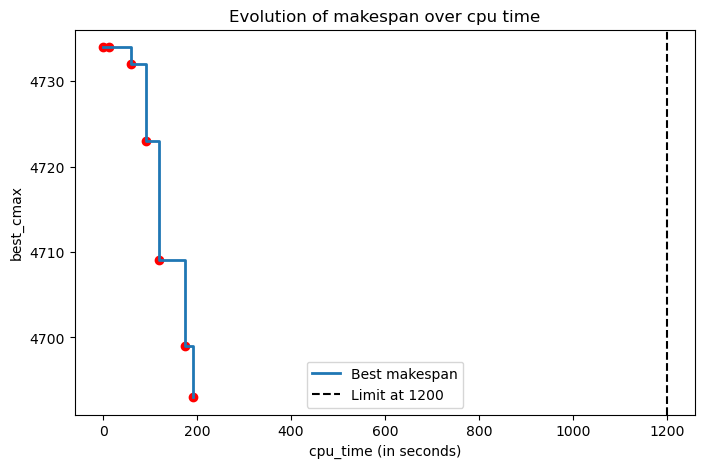 Evolution of makespan over cpu time
best_cmax
4730
4720
4710
4700
Best makespan
Limit at 1200
0
200
400
600
800
1000
1200
cpu_time (in seconds)